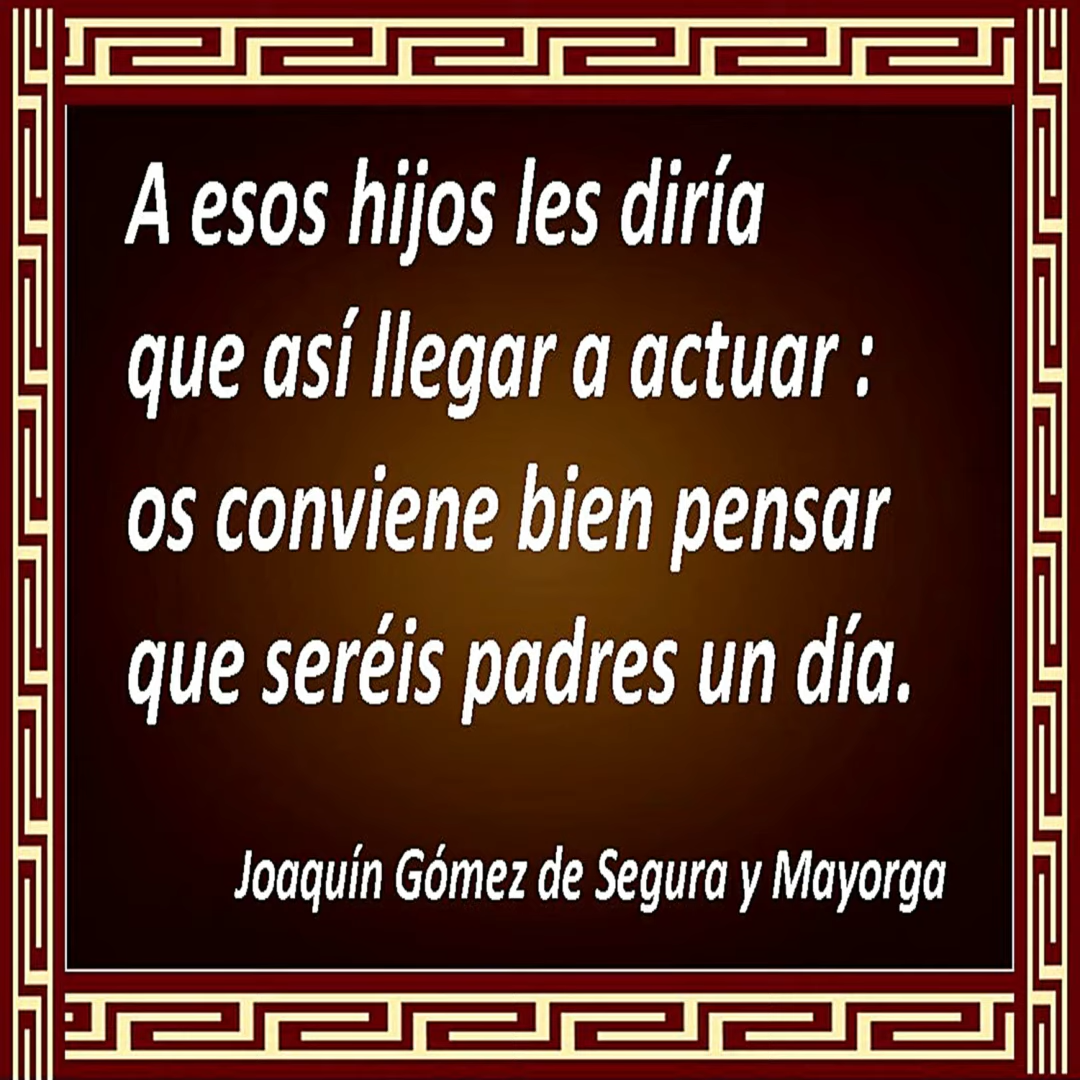 A esos hijos les diría
que así llegar a actuar :
os conviene bien pensar
que seréis padres un día.
Joaquín Gómez de Segura y Mayorga